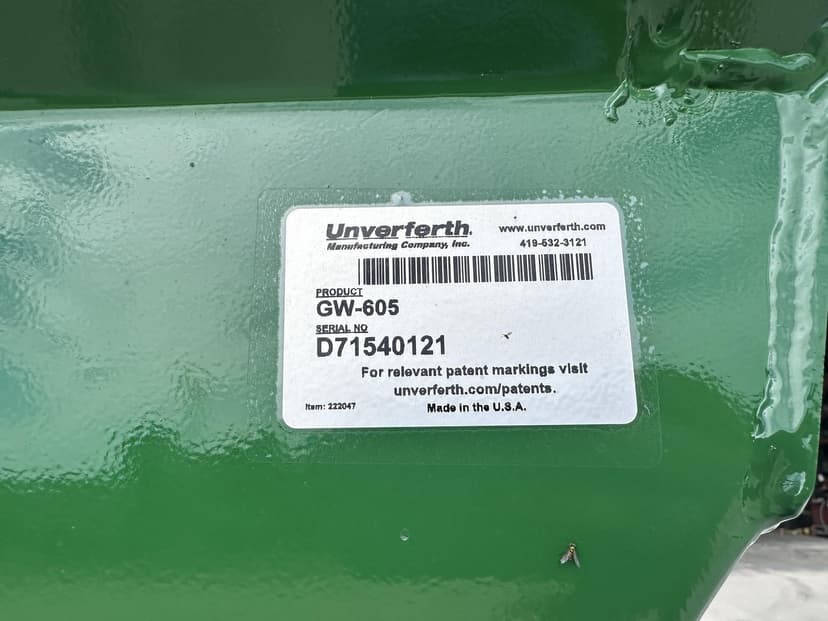 Unverferth. www.unverferth.com
Manufacturing Company, Inc. 419-532-3121
PRODUCT
GW-605
SERIAL NO
D71540121
For relevant patent markings visit
unverferth.com/patents.
Item: 222047 Made in the U.S.A.